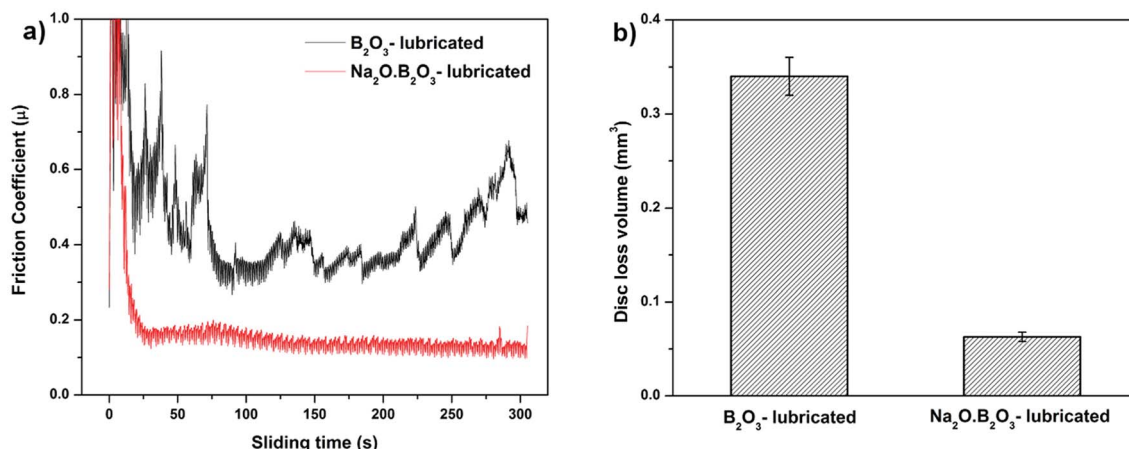 a)
B₂O₃- lubricated
Na₂O.B₂O₃- lubricated
Friction Coefficient (μ)
1.0
0.8
0.6
0.4
0.2
0.0
0 50 100 150 200 250 300
Sliding time (s)
b)
Disc loss volume (mm³)
0.4
0.3
0.2
0.1
0.0
B₂O₃- lubricated Na₂O.B₂O₃- lubricated